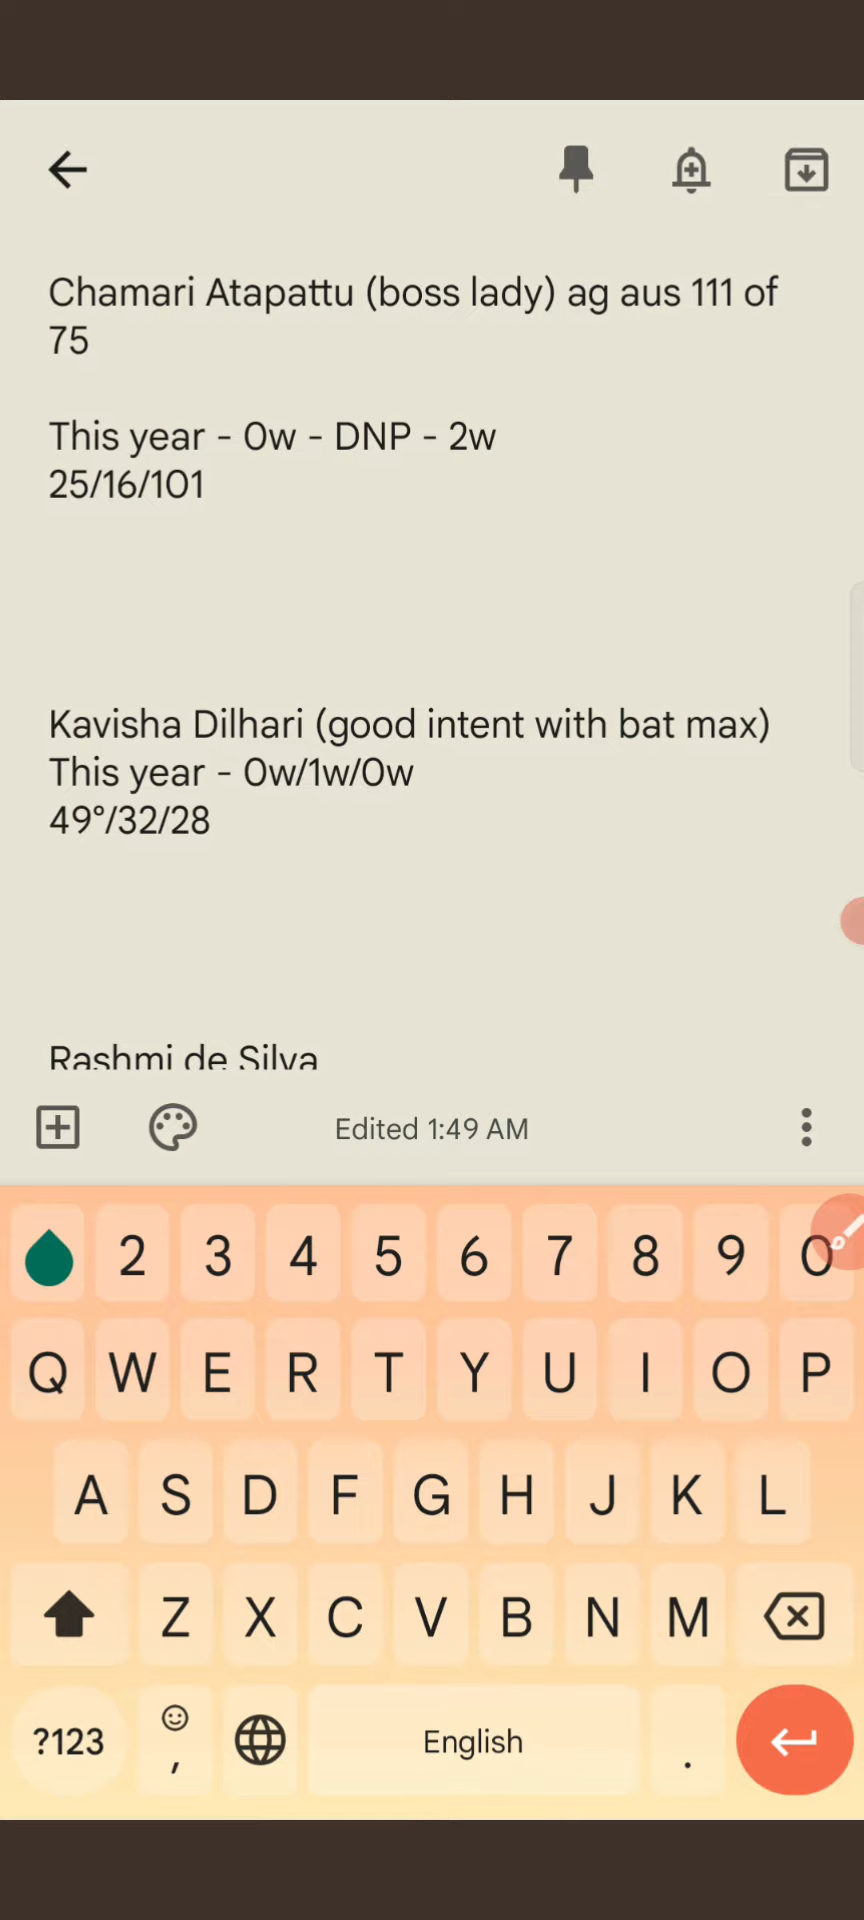 Chamari Atapattu (boss lady) ag aus 111 of
75
This year - 0w - DNP - 2w
25/16/101
Kavisha Dilhari (good intent with bat max)
This year - 0w/1w/0w
49°/32/28
Rashmi de Silva
Edited 1:49 AM
2 3 4 5 6 7 8 9 0
Q W E R T Y U I O P
A S D F G H J K L
Z X C V B N M
?123 , English .